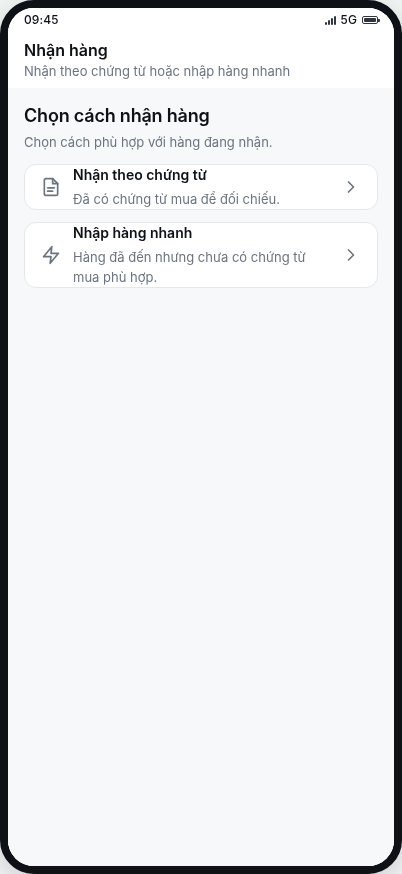 09:45
5G
Nhận hàng
Nhận theo chứng từ hoặc nhập hàng nhanh
Chọn cách nhận hàng
Chọn cách phù hợp với hàng đang nhận.
Nhận theo chứng từ
Đã có chứng từ mua để đối chiếu.
Nhập hàng nhanh
Hàng đã đến nhưng chưa có chứng từ
mua phù hợp.